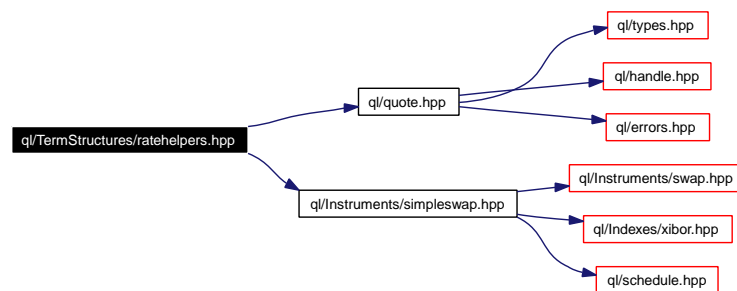 ql/types.hpp
ql/handle.hpp
ql/quote.hpp
ql/errors.hpp
ql/TermStructures/ratehelpers.hpp
ql/Instruments/swap.hpp
ql/Instruments/simpleswap.hpp
ql/Indexes/xibor.hpp
ql/schedule.hpp